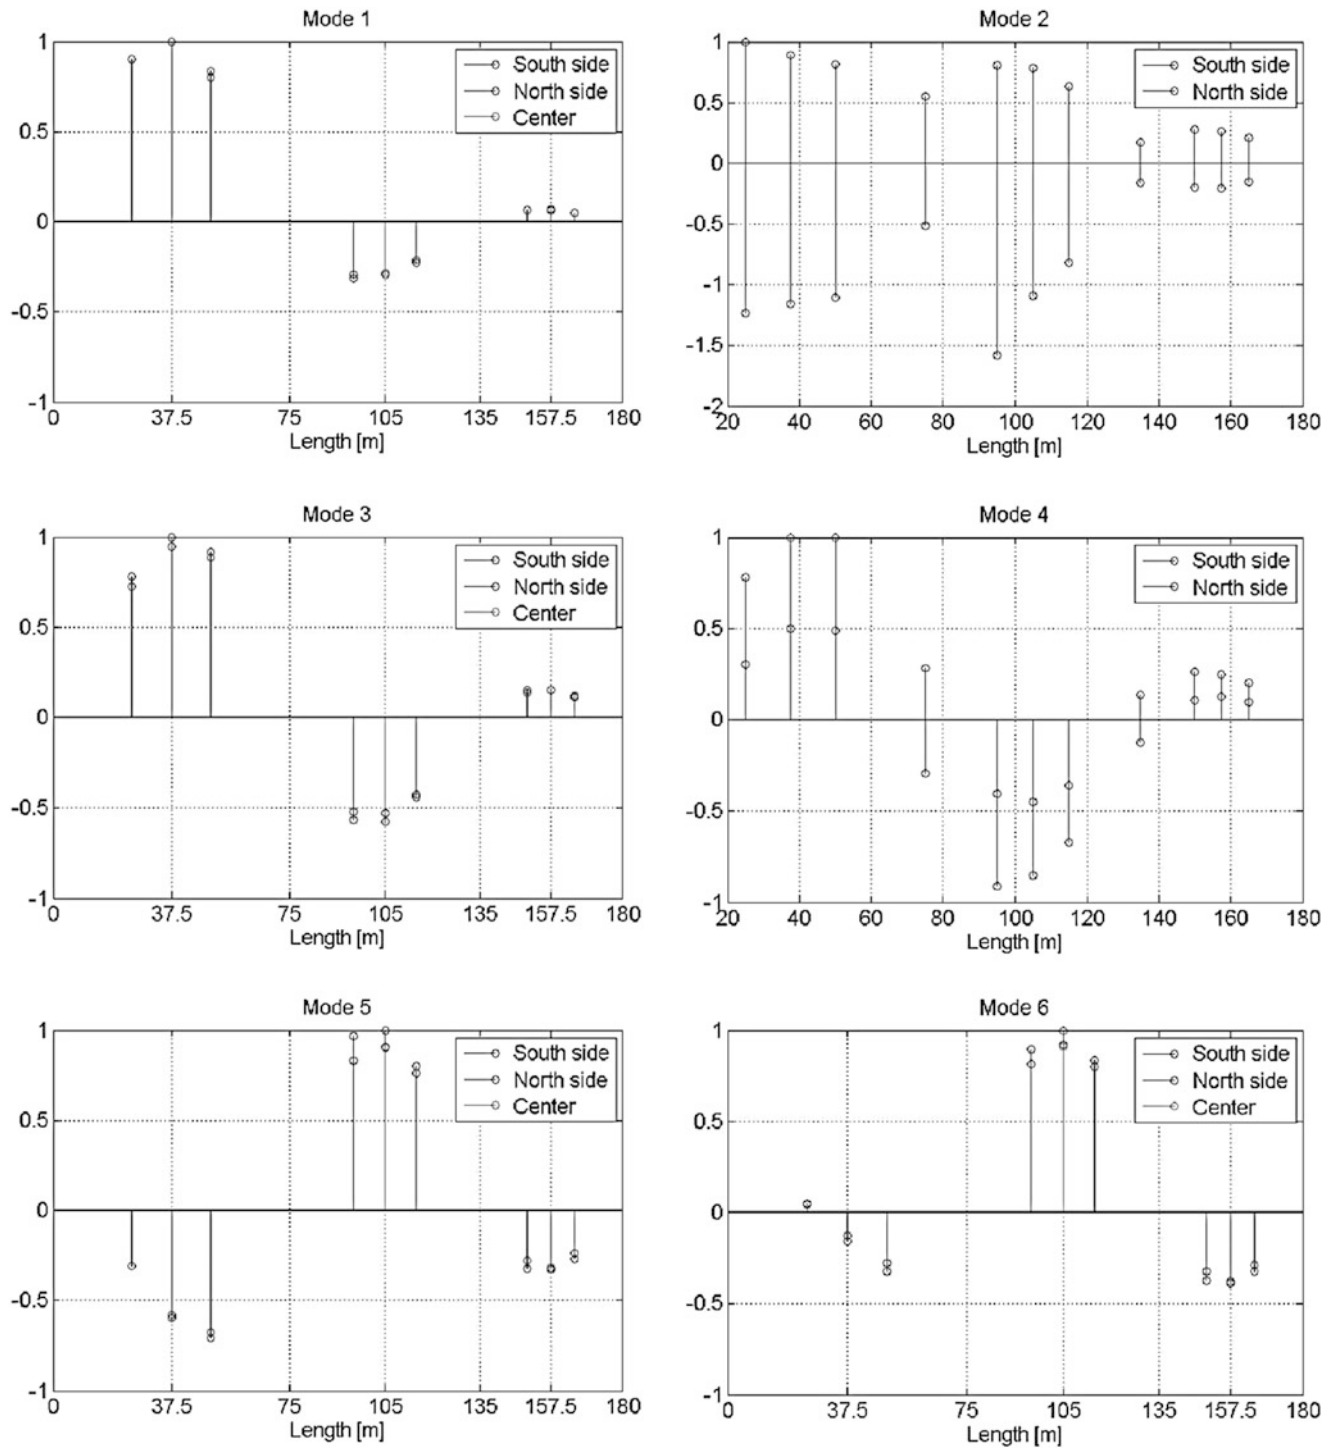 Mode 1
1
0.5
0
-0.5
-1
South side
North side
Center
0 37.5 75 105 135 157.5 180
Length [m]
Mode 2
1
0.5
0
-0.5
-1
-1.5
-2
South side
North side
20 40 60 80 100 120 140 160 180
Length [m]
Mode 3
1
0.5
0
-0.5
-1
South side
North side
Center
0 37.5 75 105 135 157.5 180
Length [m]
Mode 4
1
0.5
0
-0.5
-1
South side
North side
20 40 60 80 100 120 140 160 180
Length [m]
Mode 5
1
0.5
0
-0.5
-1
South side
North side
Center
0 37.5 75 105 135 157.5 180
Length [m]
Mode 6
1
0.5
0
-0.5
-1
South side
North side
Center
0 37.5 75 105 135 157.5 180
Length [m]